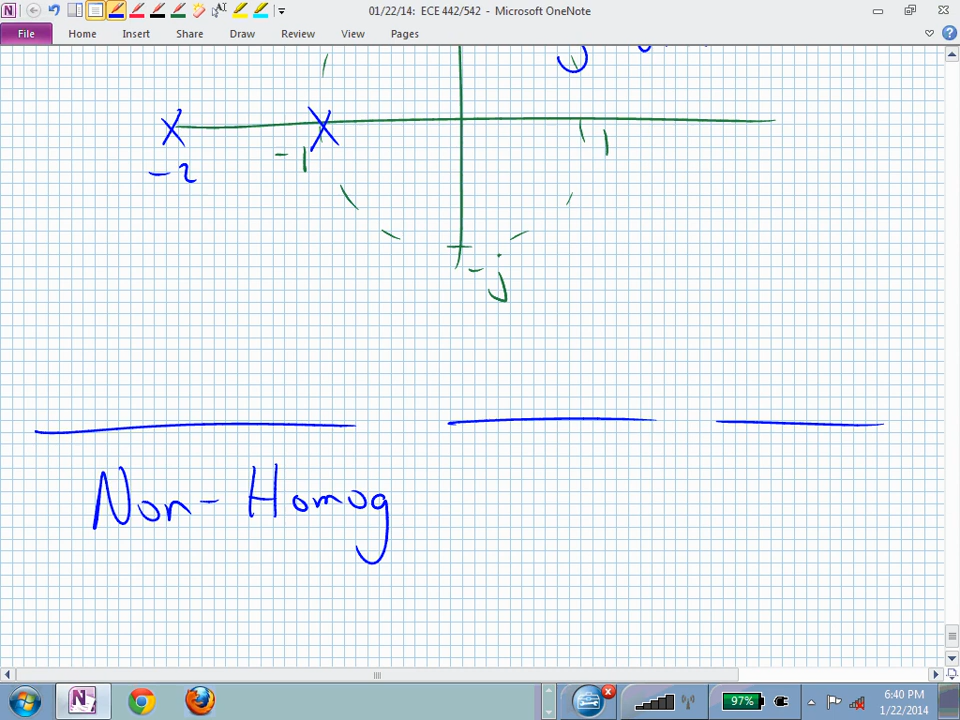 01/22/14: ECE 442/542 - Microsoft OneNote
File Home Insert Share Draw Review View Pages
-1 1
-2
-j
Non-Homog
97% 6:40 PM
1/22/2014